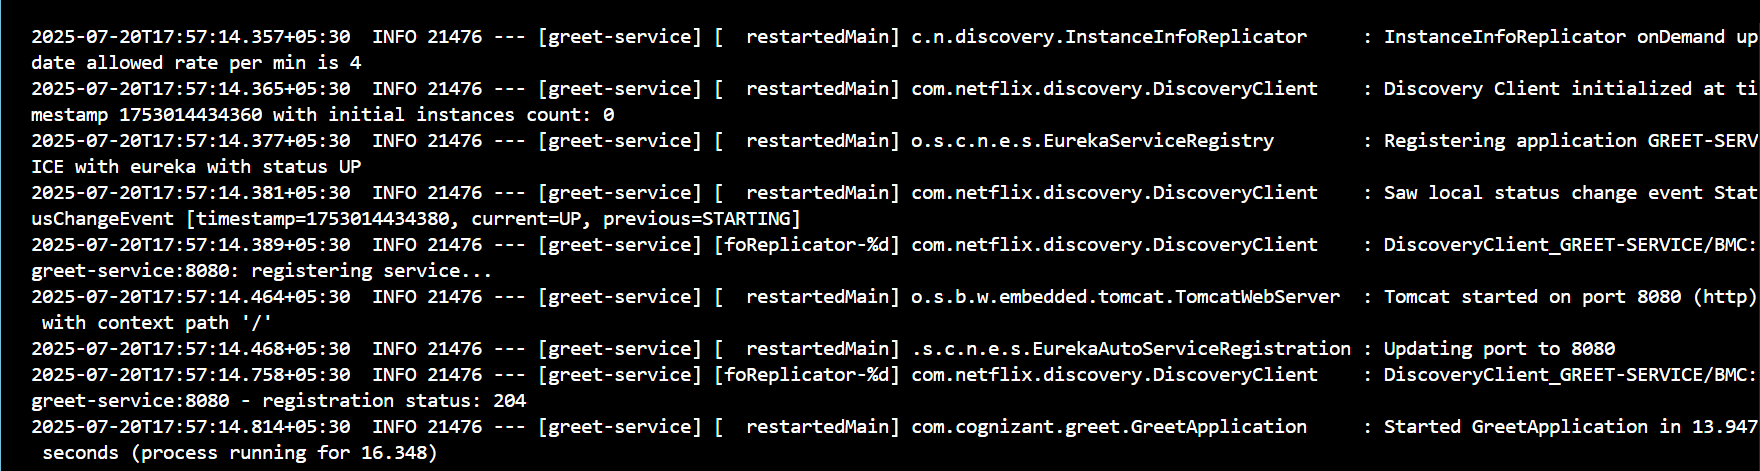 2025-07-20T17:57:14.357+05:30  INFO 21476 --- [greet-service] [  restartedMain] c.n.discovery.InstanceInfoReplicator     : InstanceInfoReplicator onDemand up
date allowed rate per min is 4
2025-07-20T17:57:14.365+05:30  INFO 21476 --- [greet-service] [  restartedMain] com.netflix.discovery.DiscoveryClient    : Discovery Client initialized at ti
mestamp 1753014434360 with initial instances count: 0
2025-07-20T17:57:14.377+05:30  INFO 21476 --- [greet-service] [  restartedMain] o.s.c.n.e.s.EurekaServiceRegistry        : Registering application GREET-SERV
ICE with eureka with status UP
2025-07-20T17:57:14.381+05:30  INFO 21476 --- [greet-service] [  restartedMain] com.netflix.discovery.DiscoveryClient    : Saw local status change event Stat
usChangeEvent [timestamp=1753014434380, current=UP, previous=STARTING]
2025-07-20T17:57:14.389+05:30  INFO 21476 --- [greet-service] [foReplicator-%d] com.netflix.discovery.DiscoveryClient    : DiscoveryClient_GREET-SERVICE/BMC:
greet-service:8080: registering service...
2025-07-20T17:57:14.464+05:30  INFO 21476 --- [greet-service] [  restartedMain] o.s.b.w.embedded.tomcat.TomcatWebServer  : Tomcat started on port 8080 (http)
 with context path '/'
2025-07-20T17:57:14.468+05:30  INFO 21476 --- [greet-service] [  restartedMain] .s.c.n.e.s.EurekaAutoServiceRegistration : Updating port to 8080
2025-07-20T17:57:14.758+05:30  INFO 21476 --- [greet-service] [foReplicator-%d] com.netflix.discovery.DiscoveryClient    : DiscoveryClient_GREET-SERVICE/BMC:
greet-service:8080 - registration status: 204
2025-07-20T17:57:14.814+05:30  INFO 21476 --- [greet-service] [  restartedMain] com.cognizant.greet.GreetApplication     : Started GreetApplication in 13.947
 seconds (process running for 16.348)